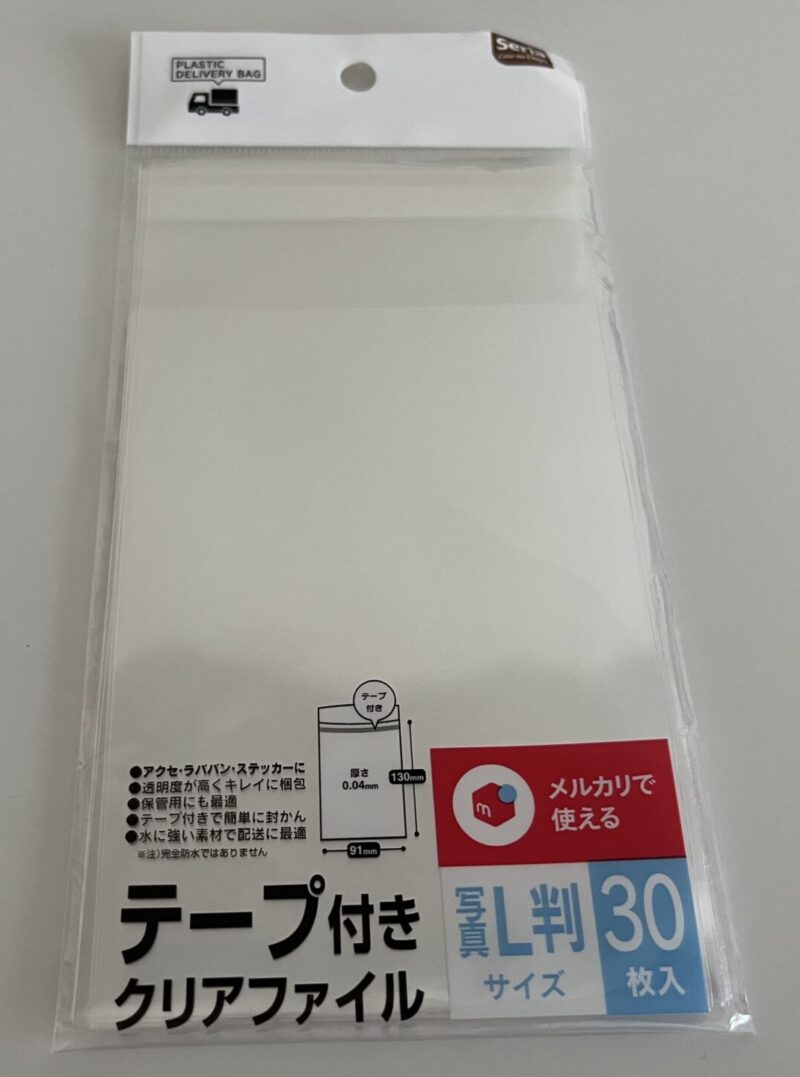 PLASTIC
DELIVERY BAG
Seria
テープ
付き
厚さ
0.04mm
130mm
91mm
●アクセ・ラババン・ステッカーに
●透明度が高くキレイに梱包
●保管用にも最適
●テープ付きで簡単に封かん
●水に強い素材で配送に最適
※注)完全防水ではありません
m
メルカリで
使える
テープ付き
クリアファイル
写真L判
サイズ
30
枚入